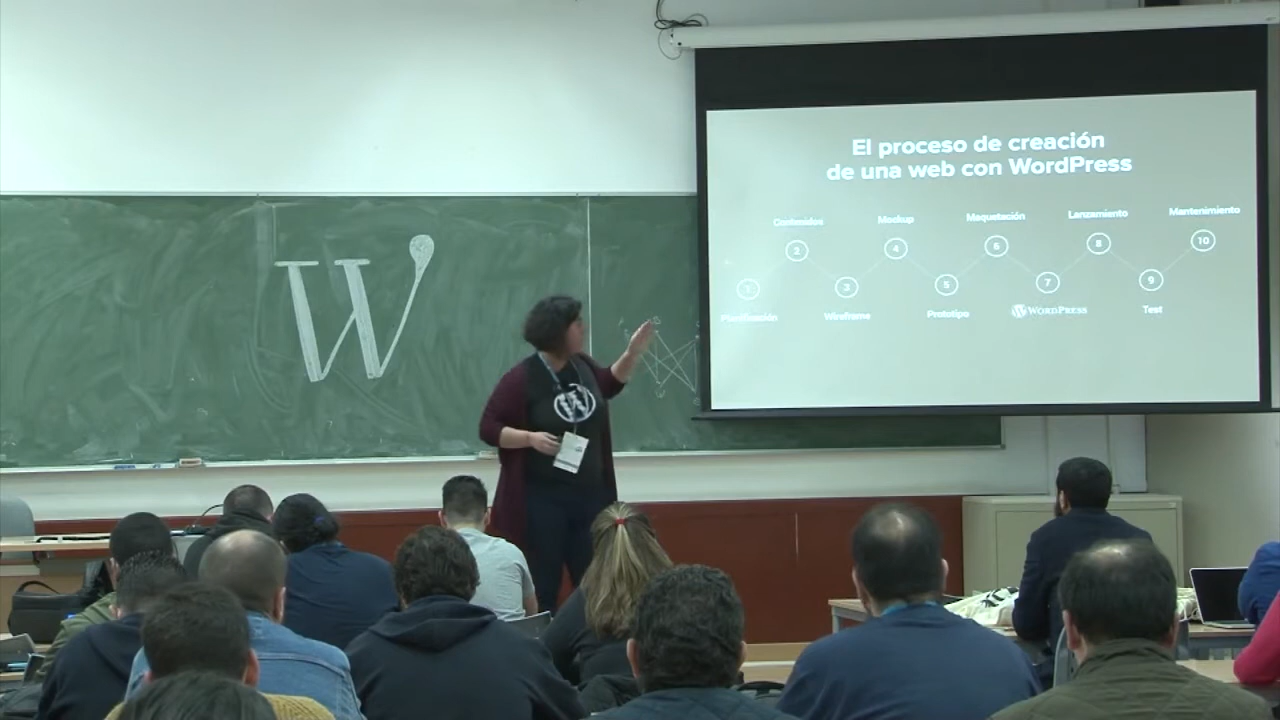 El proceso de creación
de una web con WordPress
Contenidos
Mockup
Maquetación
Lanzamiento
Mantenimiento
2
4
6
8
10
1
3
5
7
9
Planificación
Wireframe
Prototipo
WORDPRESS
Test
W
W